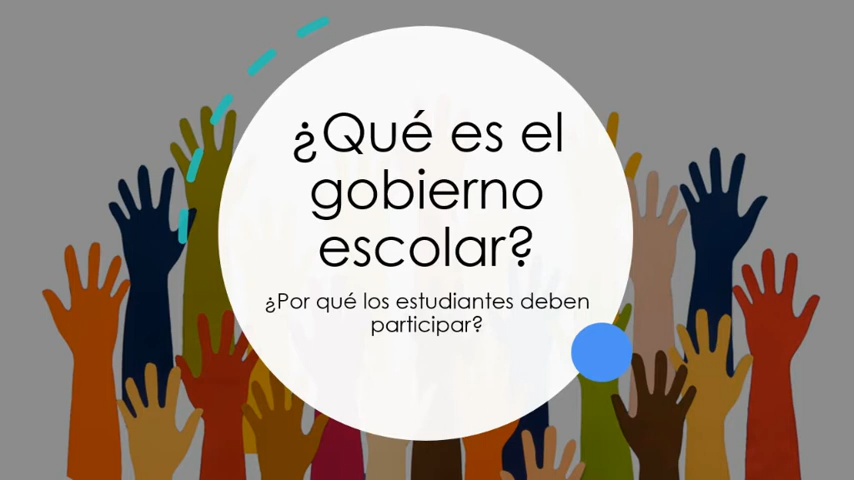 ¿Qué es el
gobierno
escolar?
¿Por qué los estudiantes deben
participar?